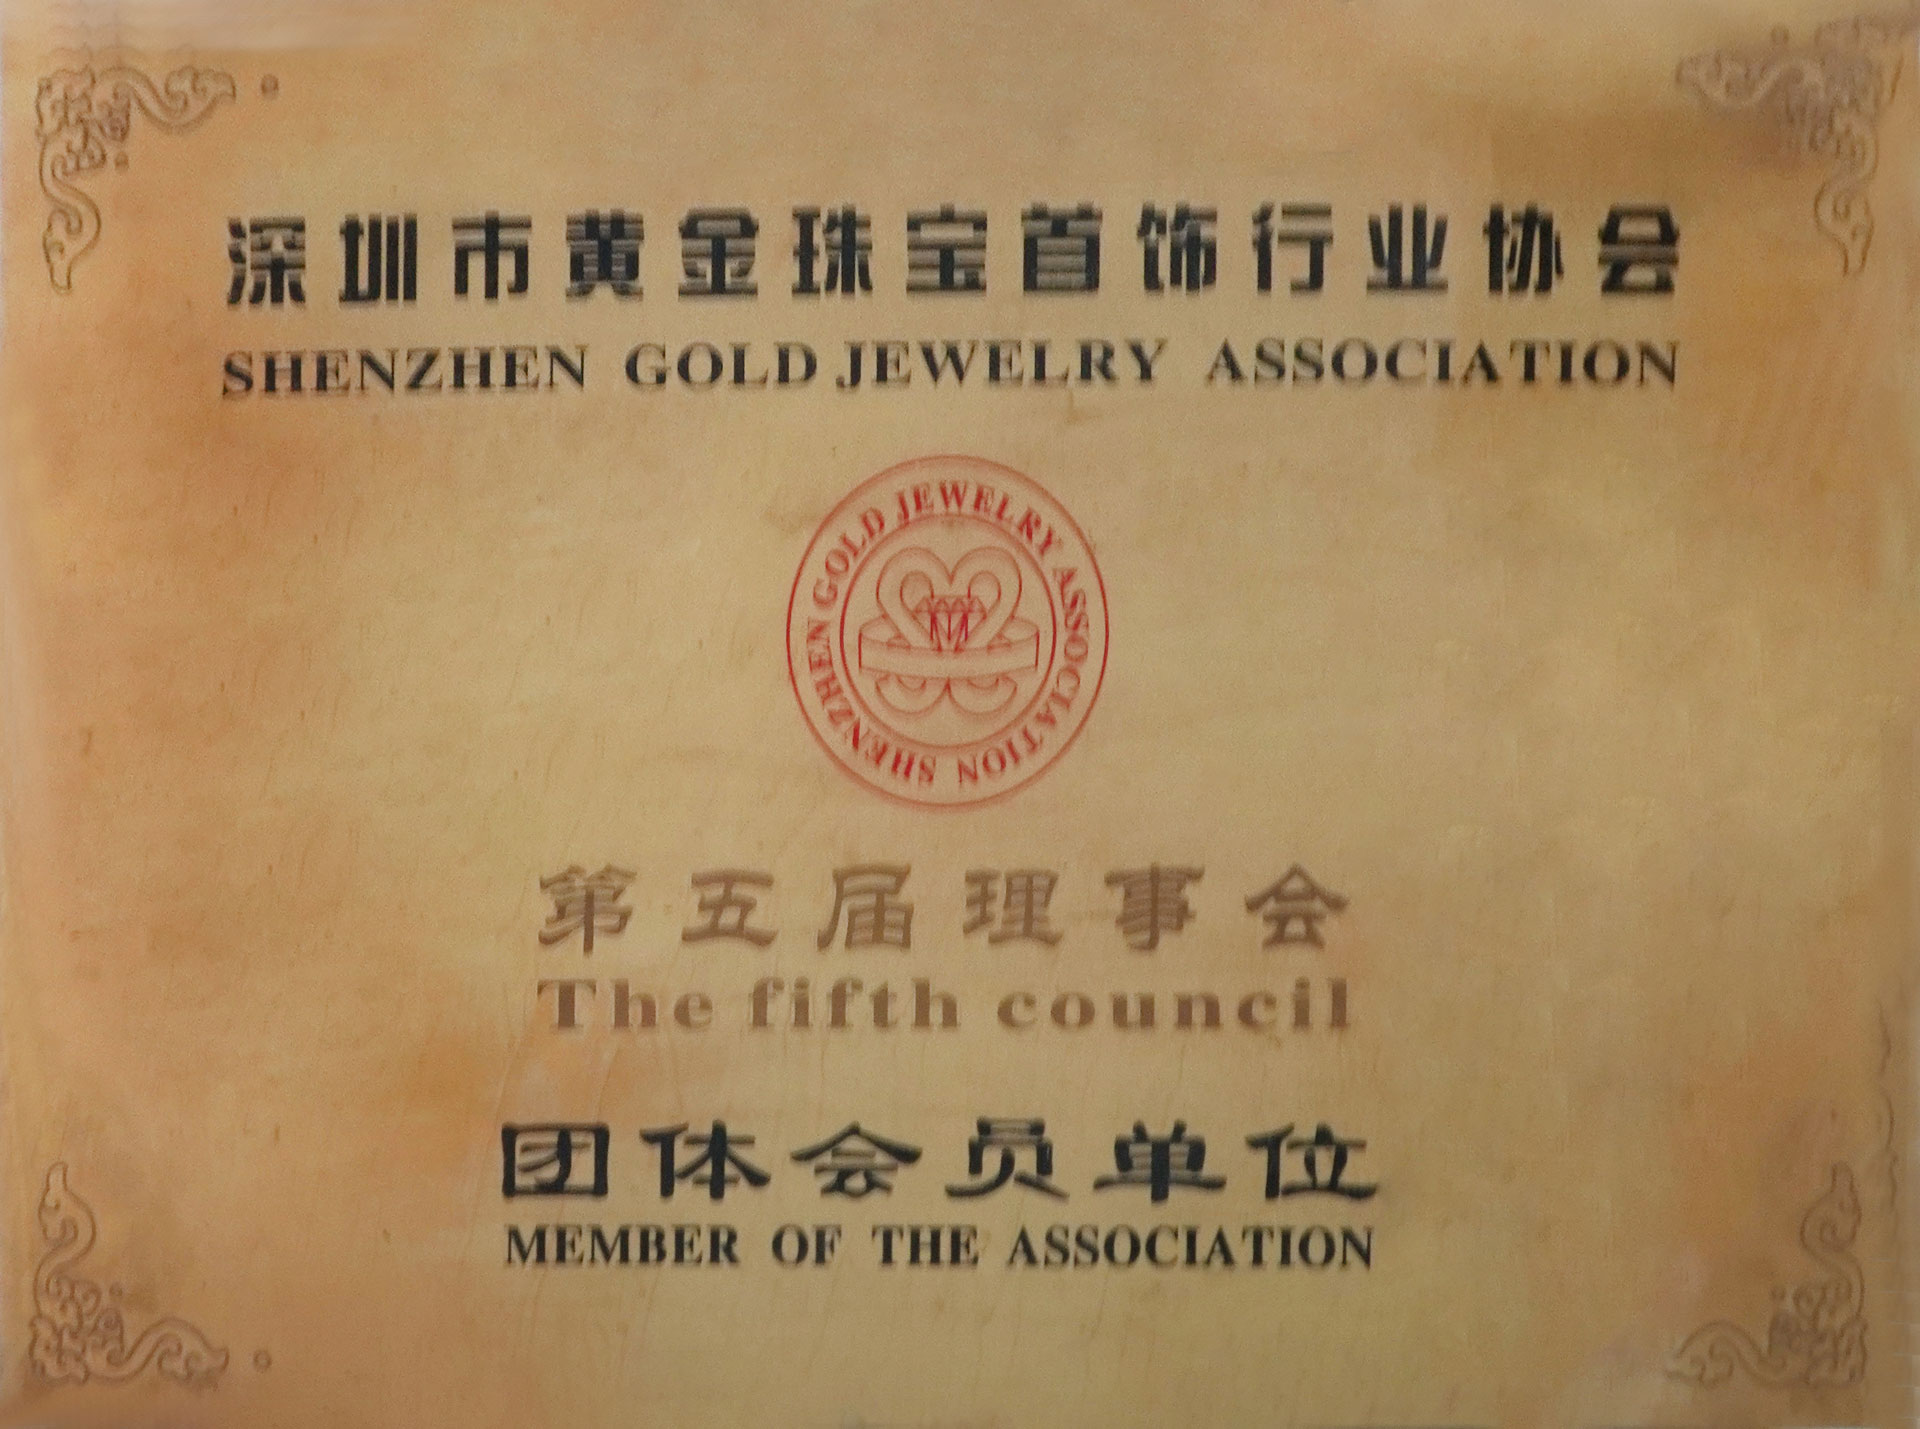 深圳市黄金珠宝首饰行业协会
SHENZHEN GOLD JEWELRY ASSOCIATION
SHENZHEN GOLD JEWELRY ASSOCIATION
第五届理事会
The fifth council
团体会员单位
MEMBER OF THE ASSOCIATION